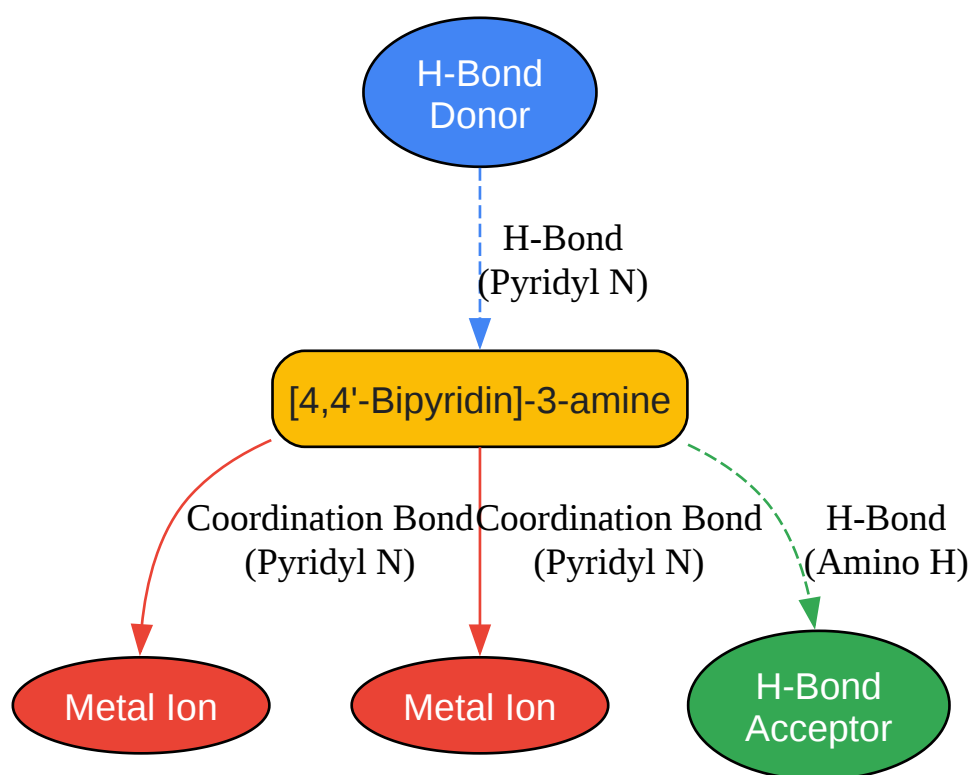 H-Bond
Donor
H-Bond
(Pyridyl N)
[4,4'-Bipyridin]-3-amine
Coordination Bond
(Pyridyl N)
Coordination Bond
(Pyridyl N)
H-Bond
(Amino H)
Metal Ion
Metal Ion
H-Bond
Acceptor